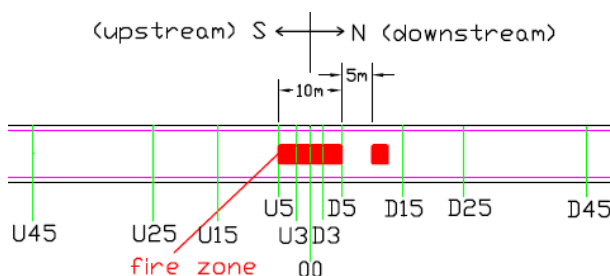 (upstream) S N (downstream)
5m
10m
U5 D5 D15 D25 D45
U45 U25 U15 U3 D3
fire zone 00